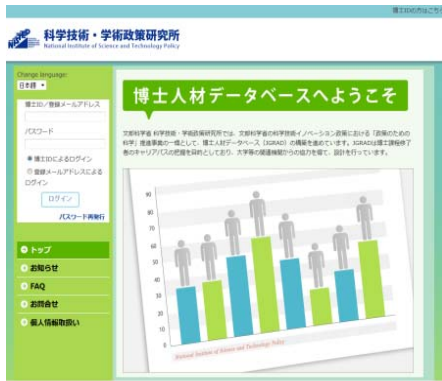 博士IDの方はこちら
NISTEP
科学技術・学術政策研究所
National Institute of Science and Technology Policy
Change language:
日本語
博士ID/登録メールアドレス
パスワード
博士IDによるログイン
登録メールアドレスによる
ログイン
ログイン
パスワード再発行
トップ
お知らせ
FAQ
お問合せ
個人情報取扱い
博士人材データベースへようこそ
文部科学省 科学技術・学術政策研究所では、文部科学省の科学技術イノベーション政策における「政策のための
科学」推進事業の一環として、博士人材データベース(JGRAD)の構築を進めています。JGRADは博士課程修了
者のキャリアパスの把握を目的としており、大学等の関連機関からの協力を得て、設計を行っています。
90
80
70
60
50
40
30
20
10
0
National Institute of Science and Technology Policy